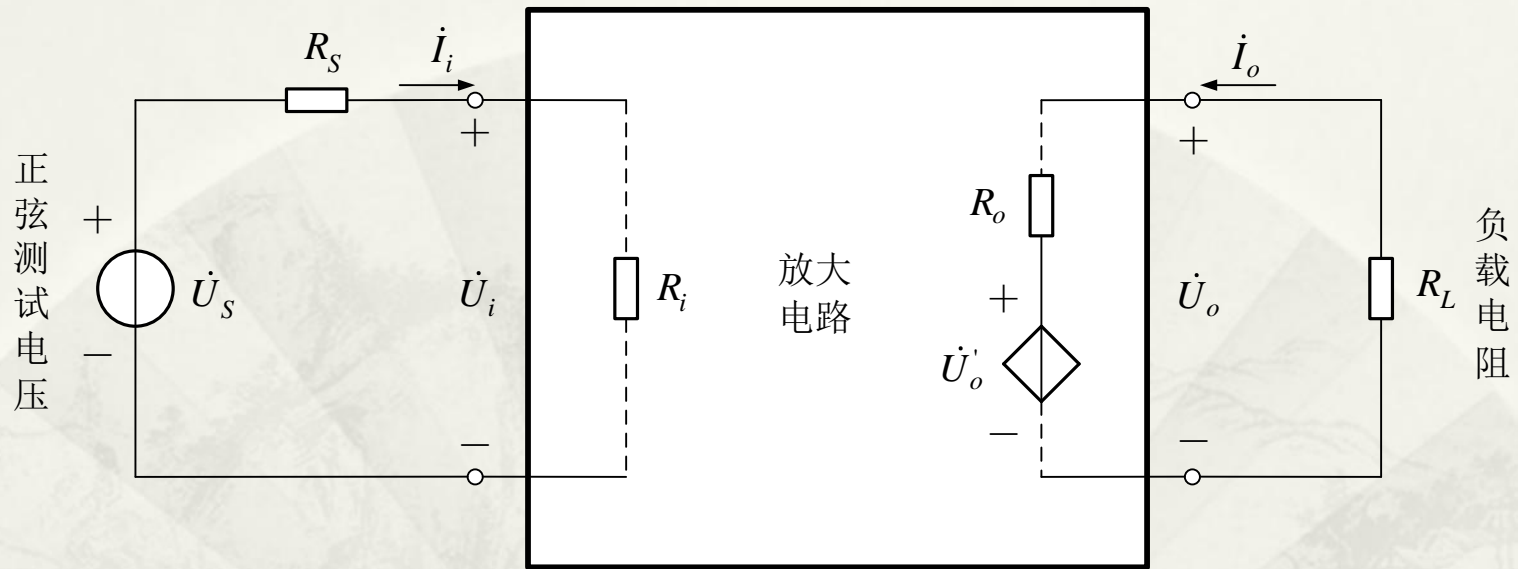 正弦测试电压
+
−
U̇_S
R_S
İ_i
+
U̇_i
−
R_i
放大
电路
R_o
+
U̇_o'
−
İ_o
+
U̇_o
−
R_L
负载电阻